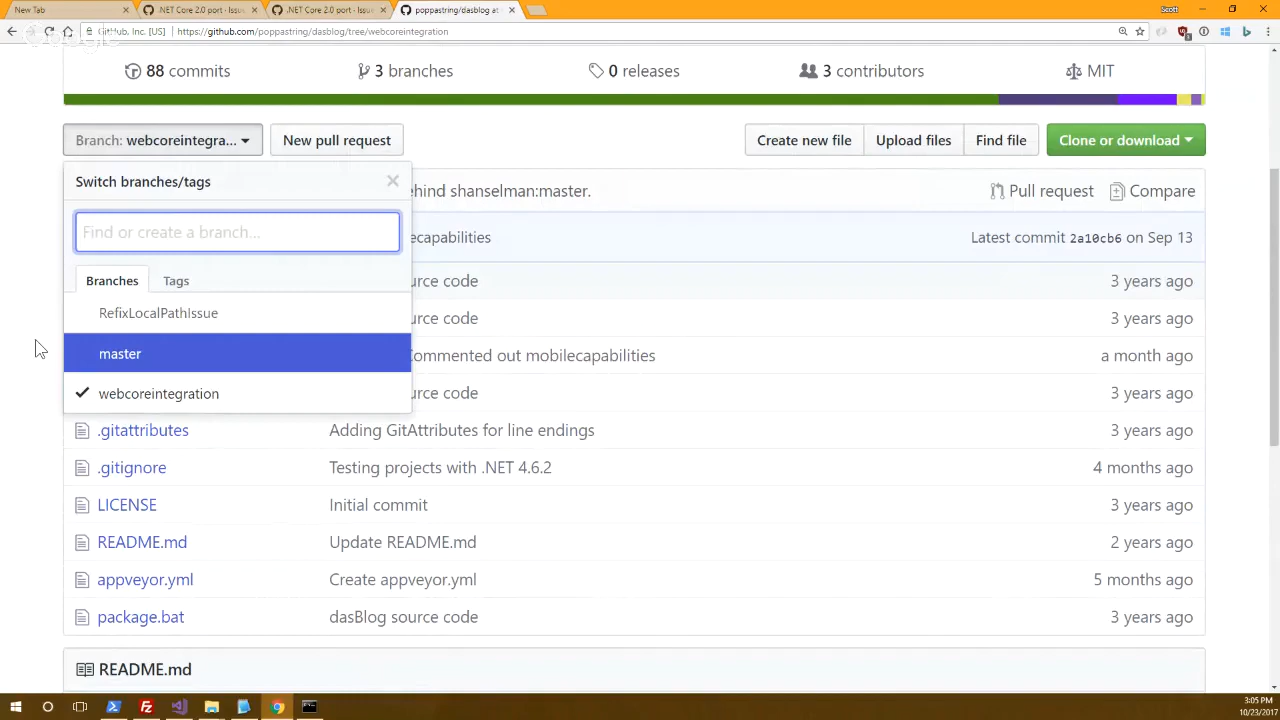 New Tab
.NET Core 2.0 port · Issue
.NET Core 2.0 port · Issue
poppastring/dasblog at
Scott
GitHub, Inc. [US]
https://github.com/poppastring/dasblog/tree/webcoreintegration
Google
88 commits
3 branches
0 releases
3 contributors
MIT
Branch: webcoreintegra...
New pull request
Create new file
Upload files
Find file
Clone or download
Switch branches/tags
ehind shanselman:master.
Pull request
Compare
Find or create a branch...
ecapabilities
Latest commit 2a10cb6 on Sep 13
Branches
Tags
urce code
3 years ago
RefixLocalPathIssue
urce code
3 years ago
master
Commented out mobilecapabilities
a month ago
webcoreintegration
urce code
3 years ago
.gitattributes
Adding GitAttributes for line endings
3 years ago
.gitignore
Testing projects with .NET 4.6.2
4 months ago
LICENSE
Initial commit
3 years ago
README.md
Update README.md
2 years ago
appveyor.yml
Create appveyor.yml
5 months ago
package.bat
dasBlog source code
3 years ago
README.md
3:05 PM
10/23/2017